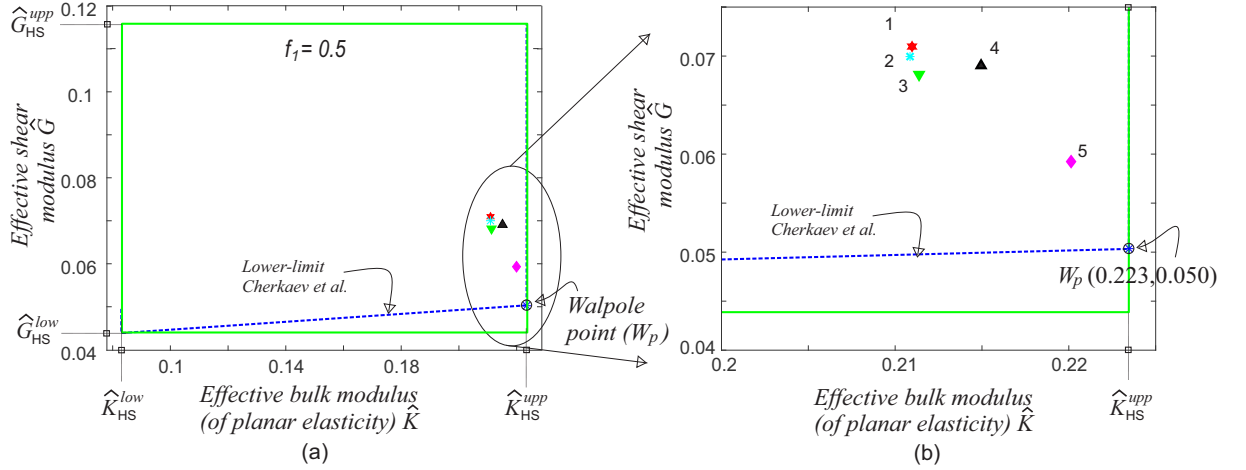 Ĝ_HS^upp
0.12
0.1
0.08
0.06
0.04
Ĝ_HS^low
Effective shear
modulus Ĝ
f₁= 0.5
Lower-limit
Cherkaev et al.
Walpole
point (Wₚ)
0.1
0.14
0.18
K̂_HS^low
K̂_HS^upp
Effective bulk modulus
(of planar elasticity) K̂
(a)
0.07
0.06
0.05
0.04
Effective shear
modulus Ĝ
1
2
3
4
5
Lower-limit
Cherkaev et al.
Wₚ (0.223,0.050)
0.2
0.21
0.22
K̂_HS^upp
Effective bulk modulus
(of planar elasticity) K̂
(b)